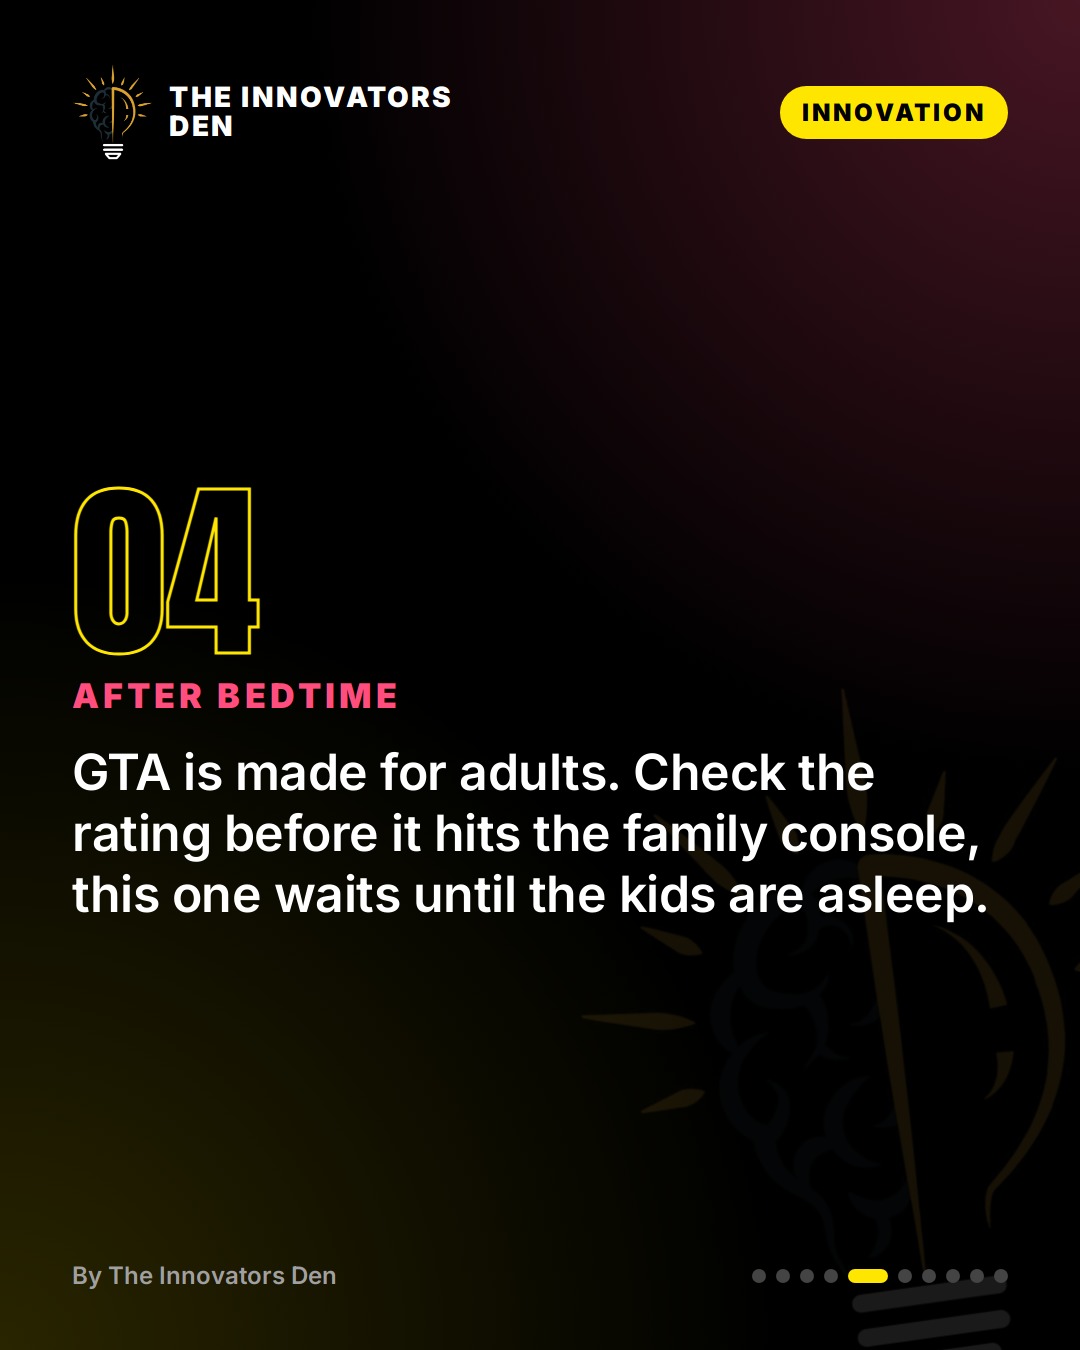 THE INNOVATORS
DEN
INNOVATION
04
AFTER BEDTIME
GTA is made for adults. Check the
rating before it hits the family console,
this one waits until the kids are asleep.
By The Innovators Den